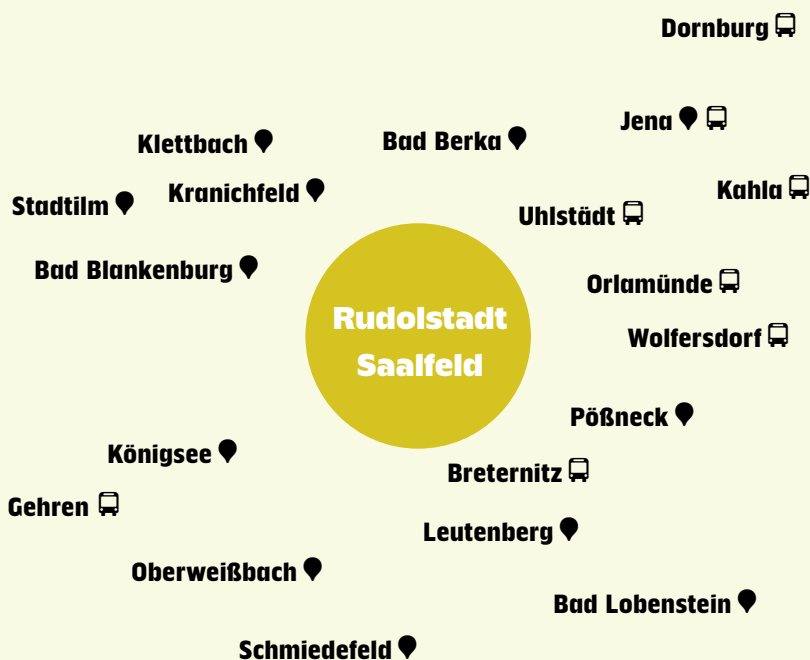 Dornburg
Jena
Klettbach
Bad Berka
Kranichfeld
Kahla
Stadtilm
Uhlstädt
Bad Blankenburg
Orlamünde
Rudolstadt
Saalfeld
Wolfersdorf
Pößneck
Königsee
Breternitz
Gehren
Leutenberg
Oberweißbach
Bad Lobenstein
Schmiedefeld